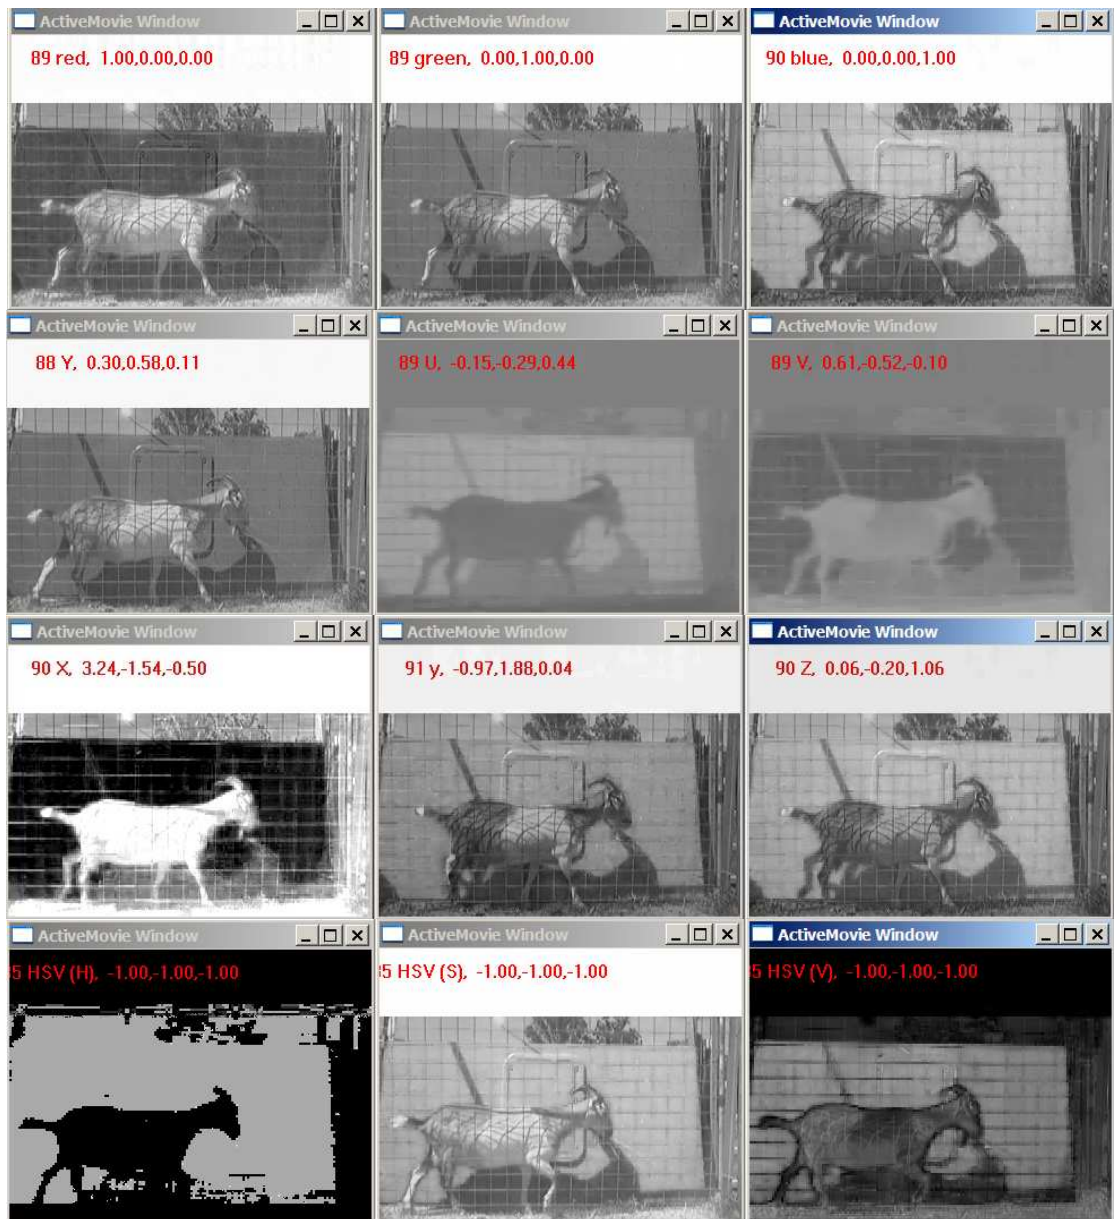 ActiveMovie Window
ActiveMovie Window
ActiveMovie Window
89 red, 1.00,0.00,0.00
89 green, 0.00,1.00,0.00
90 blue, 0.00,0.00,1.00
ActiveMovie Window
ActiveMovie Window
ActiveMovie Window
88 Y, 0.30,0.58,0.11
89 U, -0.15,-0.29,0.44
89 V, 0.61,-0.52,-0.10
ActiveMovie Window
ActiveMovie Window
ActiveMovie Window
90 X, 3.24,-1.54,-0.50
91 y, -0.97,1.88,0.04
90 Z, 0.06,-0.20,1.06
ActiveMovie Window
ActiveMovie Window
ActiveMovie Window
35 HSV (H), -1.00,-1.00,-1.00
35 HSV (S), -1.00,-1.00,-1.00
35 HSV (V), -1.00,-1.00,-1.00